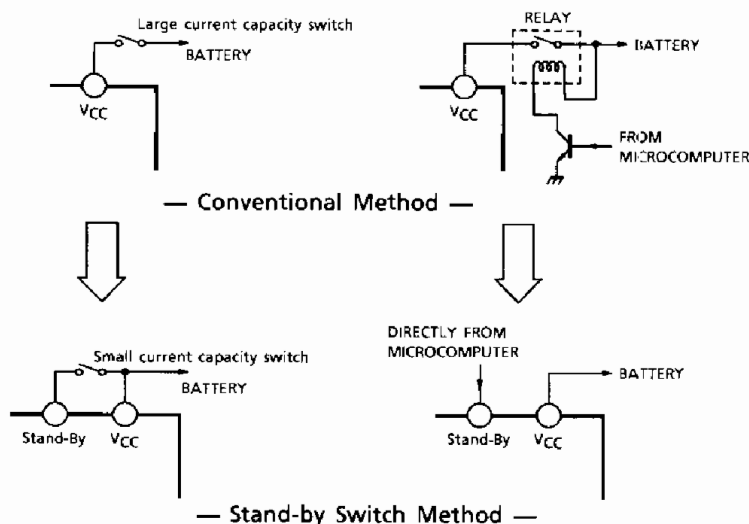 Large current capacity switch
BATTERY
VCC
RELAY
BATTERY
VCC
FROM
MICROCOMPUTER
— Conventional Method —
Small current capacity switch
BATTERY
Stand-By
VCC
DIRECTLY FROM
MICROCOMPUTER
BATTERY
Stand-By
VCC
— Stand-by Switch Method —